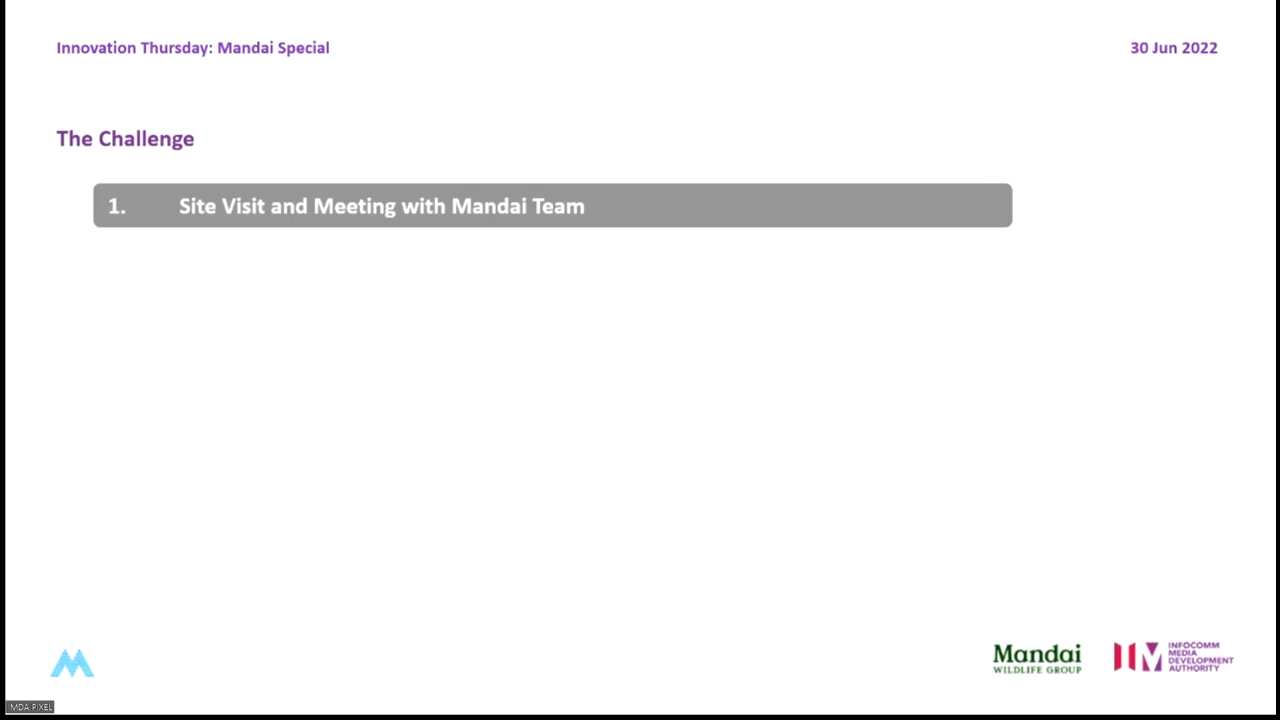 Innovation Thursday: Mandai Special
30 Jun 2022
The Challenge
1. Site Visit and Meeting with Mandai Team
Mandai
WILDLIFE GROUP
INFOCOMM
MEDIA
DEVELOPMENT
AUTHORITY
IMDA PIXEL